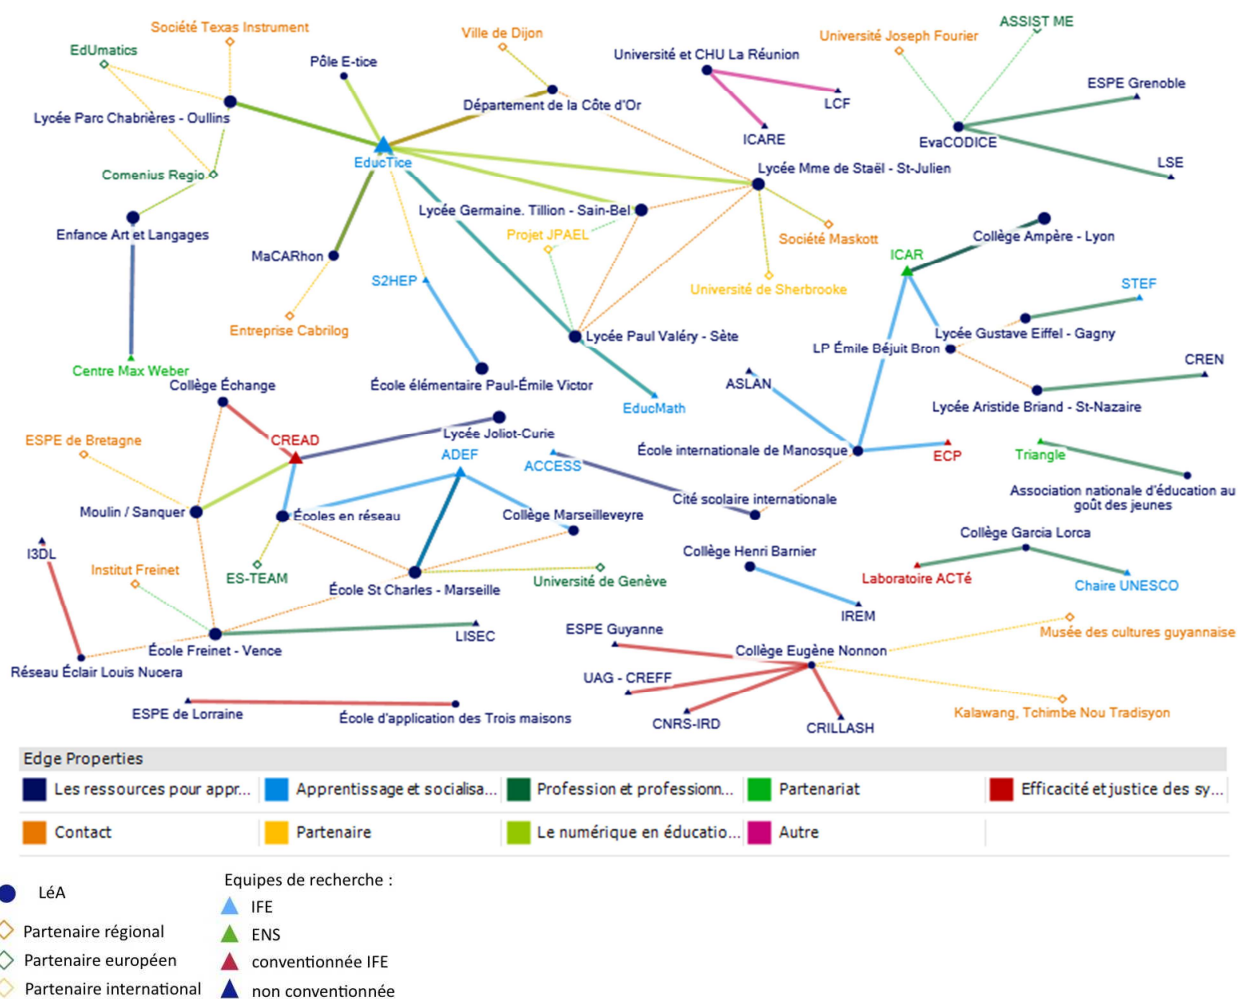 ASSIST ME
Société Texas Instrument
Ville de Dijon
Université Joseph Fourier
EdUmatics
Pôle E-tice
Université et CHU La Réunion
ESPE Grenoble
Lycée Parc Chabrières - Oullins
Département de la Côte d'Or
LCF
ICARE
EvaCODICE
EducTice
LSE
Comenius Regio
Lycée Mme de Staël - St-Julien
Lycée Germaine. Tillion - Sain-Bel
Enfance Art et Langages
Projet JPAEL
Société Maskott
Collège Ampère - Lyon
MaCARhon
ICAR
S2HEP
Université de Sherbrooke
STEF
Entreprise Cabrilog
Lycée Paul Valéry - Sète
Lycée Gustave Eiffel - Gagny
LP Émile Béjuit Bron
CREN
Centre Max Weber
Collège Échange
École élémentaire Paul-Émile Victor
ASLAN
EducMath
Lycée Aristide Briand - St-Nazaire
ESPE de Bretagne
CREAD
Lycée Joliot-Curie
ADEF
ACCESS
École internationale de Manosque
ECP
Triangle
Cité scolaire internationale
Association nationale d'éducation au
goût des jeunes
Moulin / Sanquer
Écoles en réseau
Collège Marseilleveyre
Collège Garcia Lorca
I3DL
Collège Henri Barnier
Institut Freinet
ES-TEAM
Université de Genève
Laboratoire ACTé
Chaire UNESCO
École St Charles - Marseille
IREM
LISEC
ESPE Guyanne
Musée des cultures guyannaise
École Freinet - Vence
Collège Eugène Nonnon
Réseau Éclair Louis Nucera
UAG - CREFF
ESPE de Lorraine
École d'application des Trois maisons
CNRS-IRD
CRILLASH
Kalawang, Tchimbe Nou Tradisyon
Edge Properties
Les ressources pour appr...
Apprentissage et socialisa...
Profession et professionn...
Partenariat
Efficacité et justice des sy...
Contact
Partenaire
Le numérique en éducatio...
Autre
LéA
Partenaire régional
Partenaire européen
Partenaire international
Equipes de recherche :
IFE
ENS
conventionnée IFE
non conventionnée